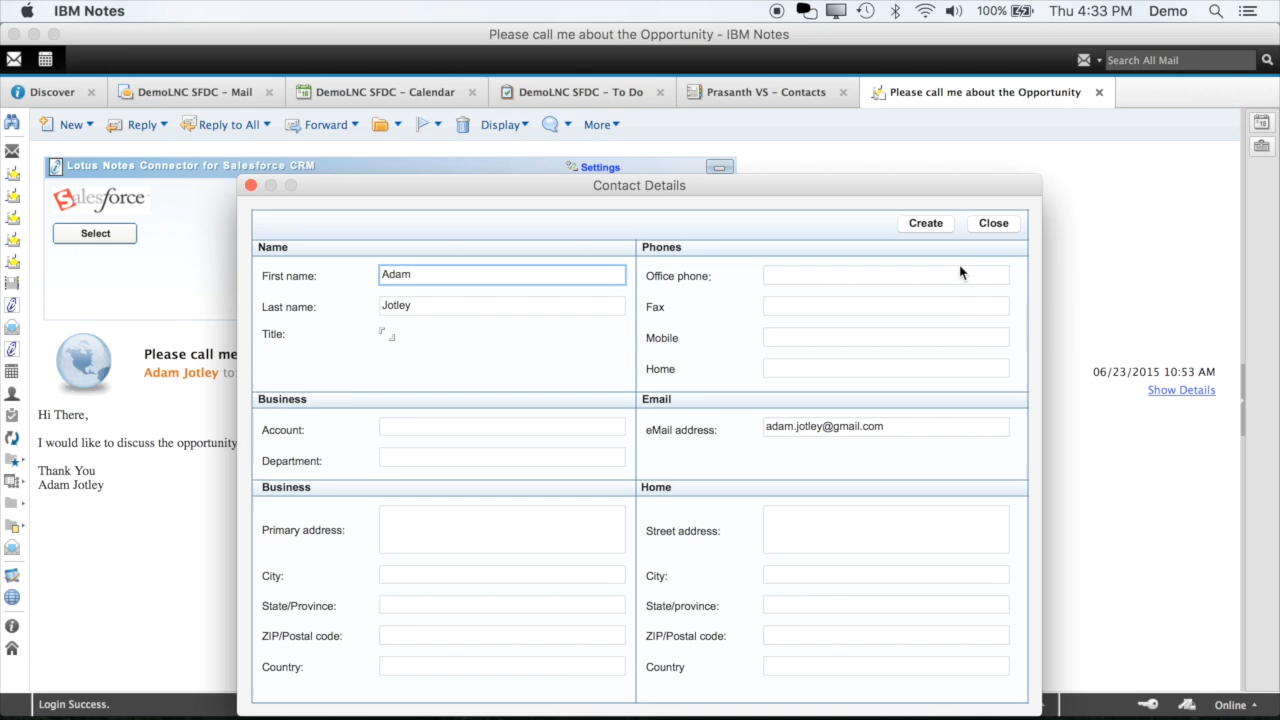 IBM Notes
100%
Thu 4:33 PM
Demo
Please call me about the Opportunity - IBM Notes
Search All Mail
Discover
DemoLNC SFDC - Mail
DemoLNC SFDC - Calendar
DemoLNC SFDC - To Do
Prasanth VS - Contacts
Please call me about the Opportunity
New
Reply
Reply to All
Forward
Display
More
Lotus Notes Connector for Salesforce CRM
Settings
Salesforce
Select
Contact Details
Create
Close
Name
Phones
First name:
Adam
Office phone:
Last name:
Jotley
Fax
Title:
Mobile
Home
Business
Email
Account:
eMail address:
adam.jotley@gmail.com
Department:
Business
Home
Primary address:
Street address:
City:
City:
State/Province:
State/province:
ZIP/Postal code:
ZIP/Postal code:
Country:
Country
Please call me
Adam Jotley to
06/23/2015 10:53 AM
Show Details
Hi There,
I would like to discuss the opportunity
Thank You
Adam Jotley
Login Success.
Online